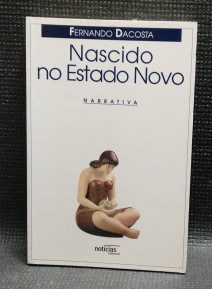 FERNANDO DACOSTA
Nascido
no Estado Novo
NARRATIVA
notícias